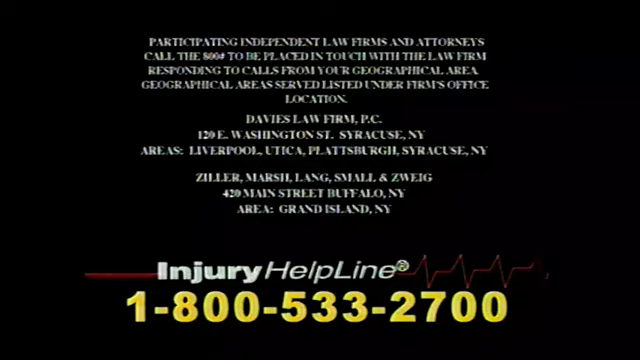 PARTICIPATING INDEPENDENT LAW FIRMS AND ATTORNEYS
CALL THE 800# TO BE PLACED IN TOUCH WITH THE LAW FIRM
RESPONDING TO CALLS FROM YOUR GEOGRAPHICAL AREA.
GEOGRAPHICAL AREAS SERVED LISTED UNDER FIRM'S OFFICE
LOCATION.
DAVIES LAW FIRM, P.C.
120 E. WASHINGTON ST. SYRACUSE, NY
AREAS: LIVERPOOL, UTICA, PLATTSBURGH, SYRACUSE, NY
ZILLER, MARSH, LANG, SMALL & ZWEIG
420 MAIN STREET BUFFALO, NY
AREA: GRAND ISLAND, NY
InjuryHelpLine®
1-800-533-2700